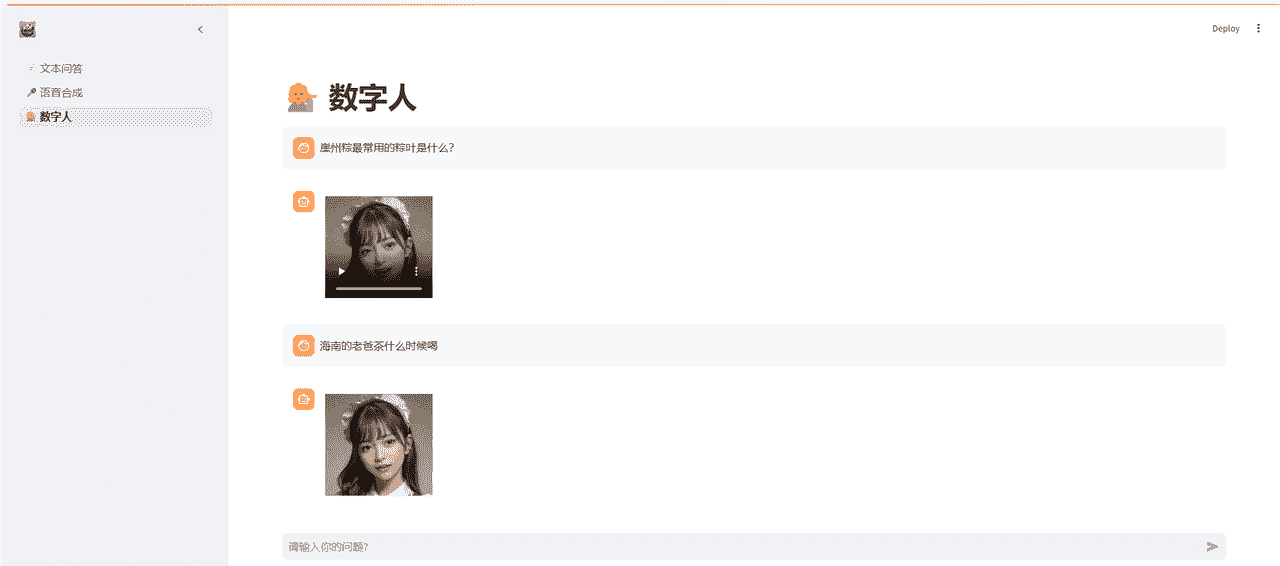 Deploy
文本问答
语音合成
数字人
数字人
崖州粽最常用的粽叶是什么?
海南的老爸茶什么时候喝
请输入你的问题?